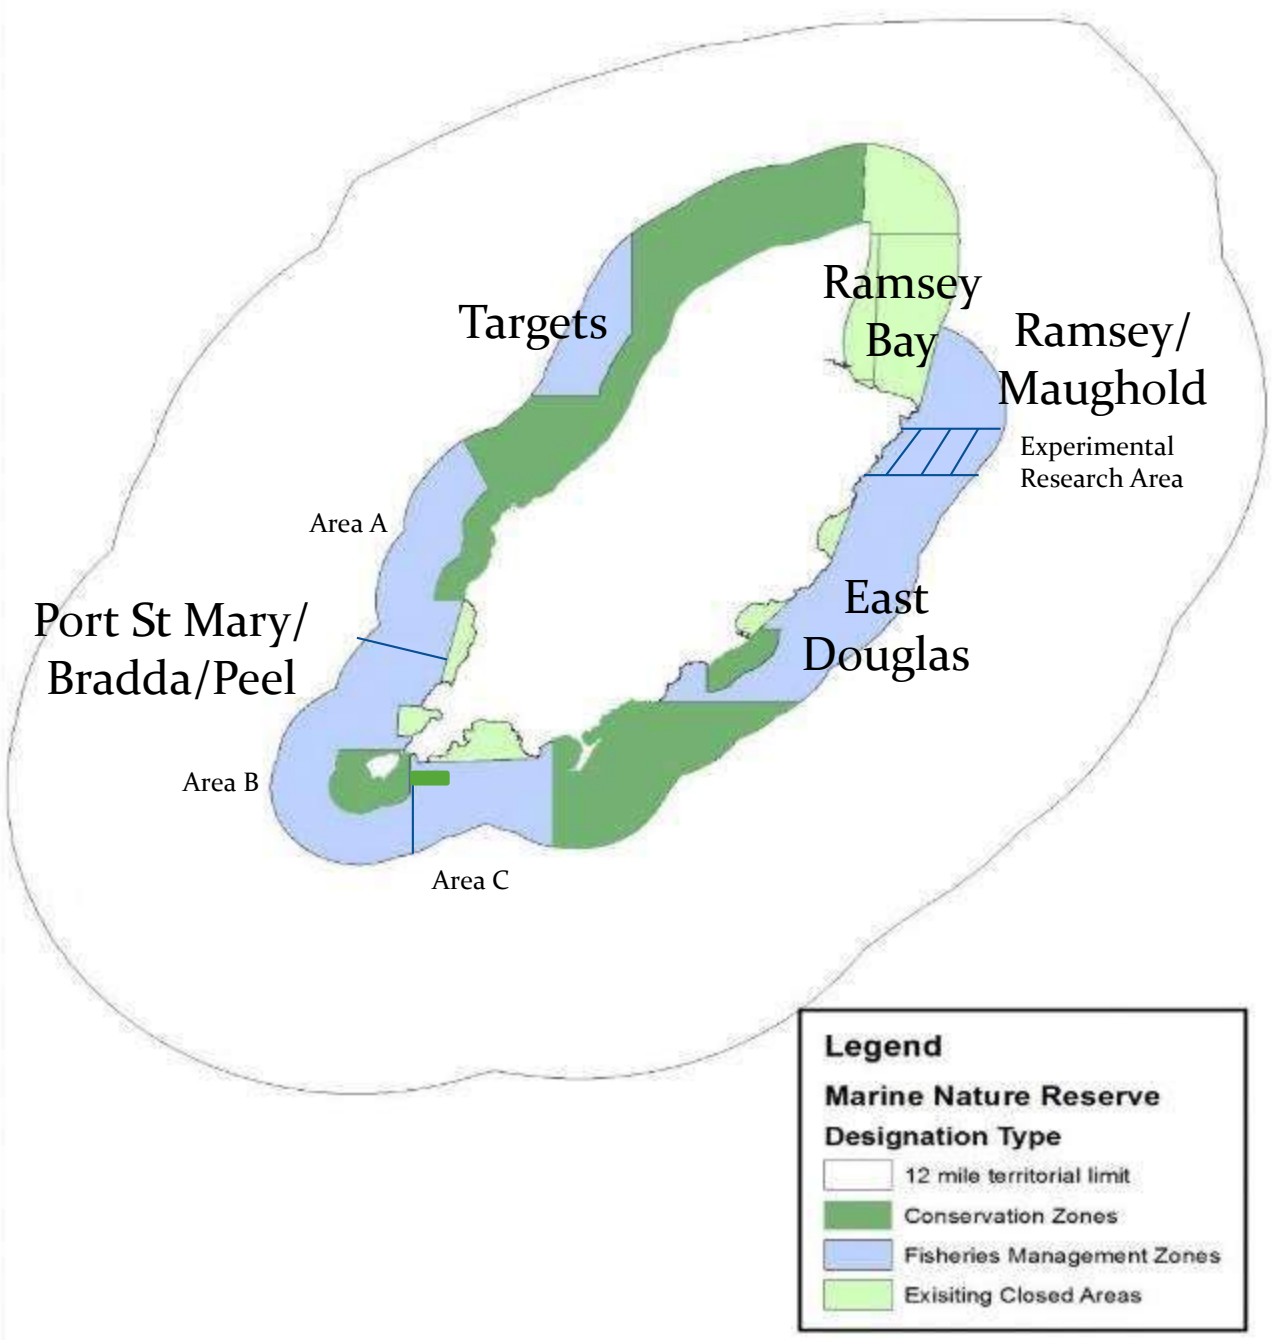 Targets
Ramsey
Bay
Ramsey/
Maughold
Experimental
Research Area
Area A
Port St Mary/
Bradda/Peel
East
Douglas
Area B
Area C
Legend
Marine Nature Reserve
Designation Type
12 mile territorial limit
Conservation Zones
Fisheries Management Zones
Exisiting Closed Areas